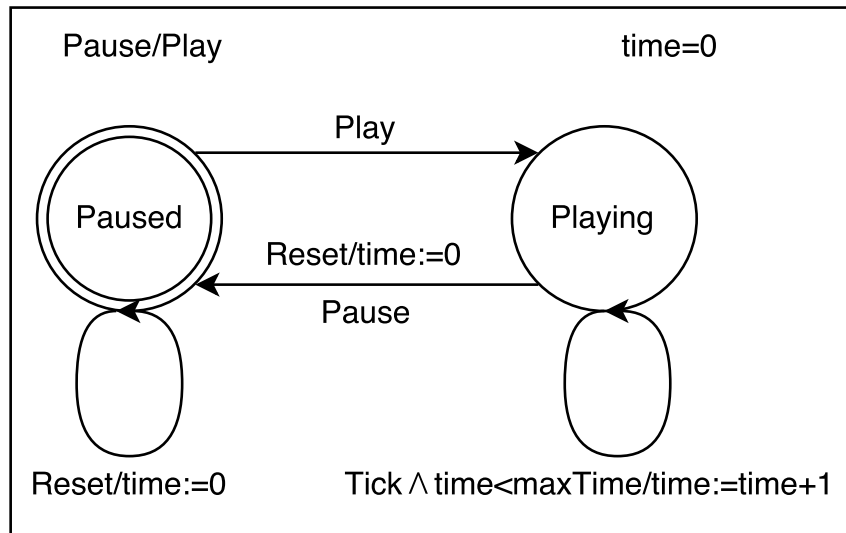 Pause/Play
time=0
Play
Paused
Playing
Reset/time:=0
Pause
Reset/time:=0
Tick ∧ time<maxTime/time:=time+1